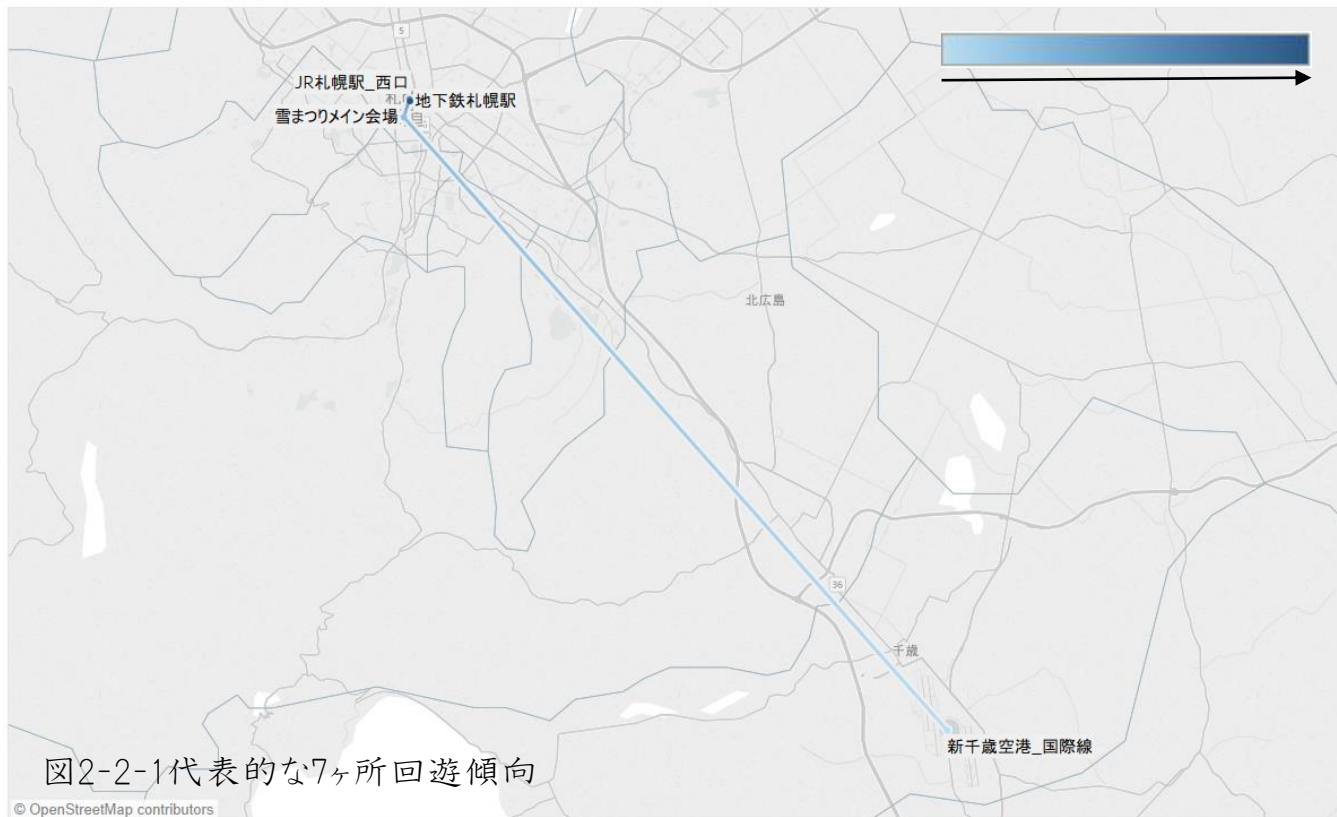 5
JR札幌駅_西口
地下鉄札幌駅
雪まつりメイン会場
北広島
36
千歳
新千歳空港_国際線
図2-2-1代表的な7ヶ所回遊傾向
© OpenStreetMap contributors